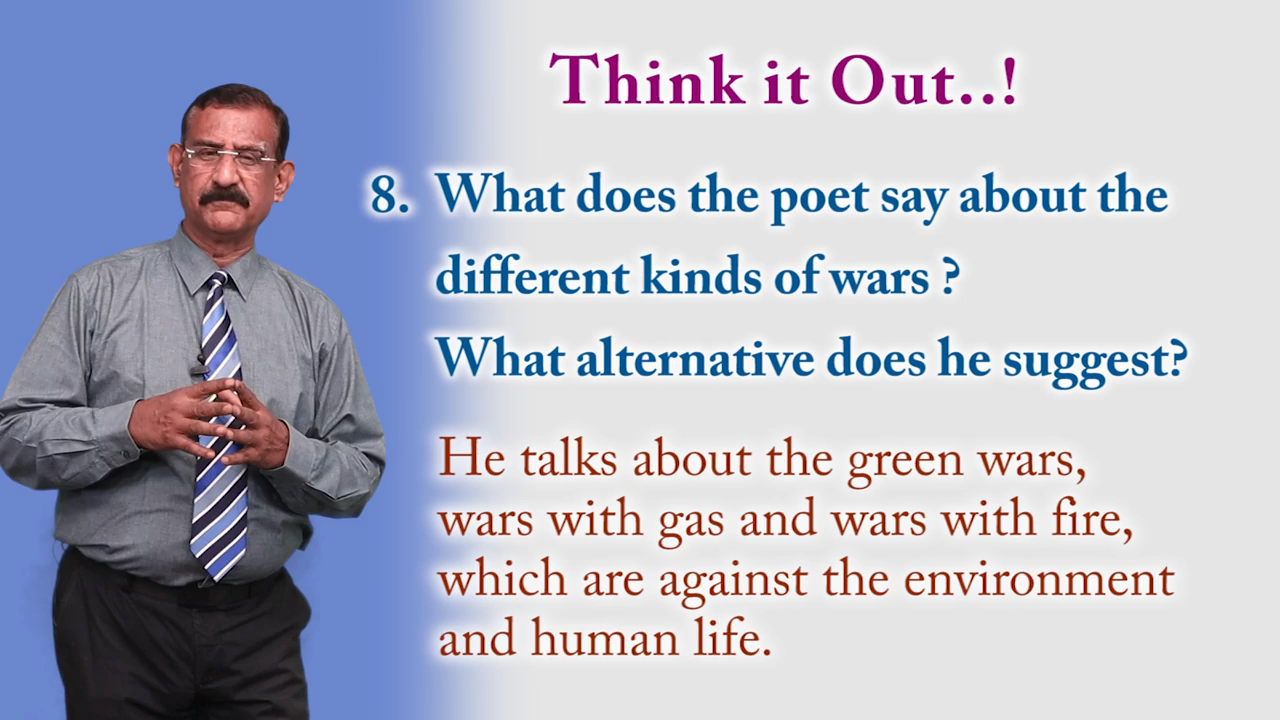 Think it Out..!
8. What does the poet say about the
different kinds of wars ?
What alternative does he suggest?
He talks about the green wars,
wars with gas and wars with fire,
which are against the environment
and human life.